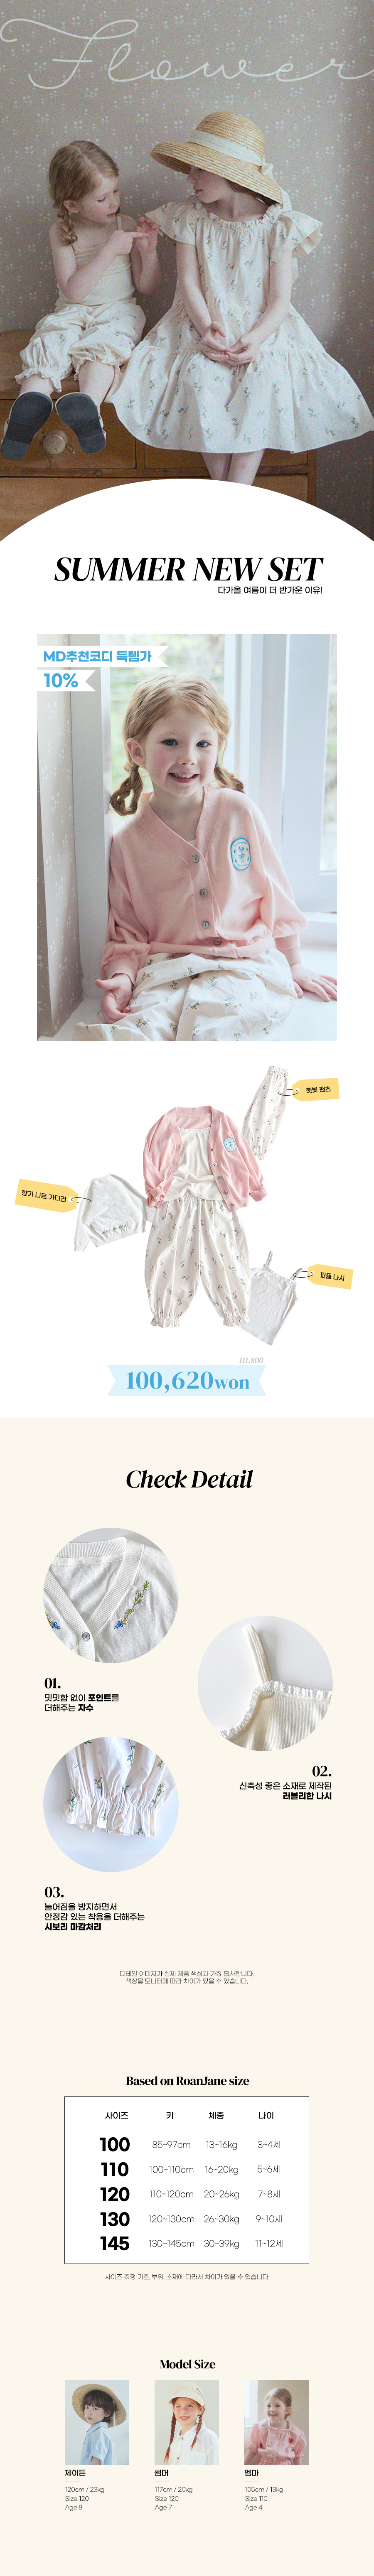 Flower
SUMMER NEW SET
다가올 여름이 더 반가운 이유!
MD추천코디 득템가
10%
햇빛 팬츠
향기 니트 가디건
퍼퓸 나시
111,800
100,620won
Check Detail
01.
밋밋함 없이 포인트를
더해주는 자수
02.
신축성 좋은 소재로 제작된
러블리한 나시
03.
늘어짐을 방지하면서
안정감 있는 착용을 더해주는
시보리 마감처리
디테일 이미지가 실제 제품 색상과 가장 흡사합니다.
색상을 모니터에 따라 차이가 있을 수 있습니다.
Based on RoanJane size
사이즈 키 체중 나이
100 85~97cm 13~16kg 3~4세
110 100~110cm 16~20kg 5~6세
120 110~120cm 20~26kg 7~8세
130 120~130cm 26~30kg 9~10세
145 130~145cm 30~39kg 11~12세
사이즈 측정 기준, 부위, 소재에 따라서 차이가 있을 수 있습니다.
Model Size
제이든
120cm / 23kg
Size 120
Age 8
썸머
117cm / 20kg
Size 120
Age 7
엠마
105cm / 13kg
Size 110
Age 4